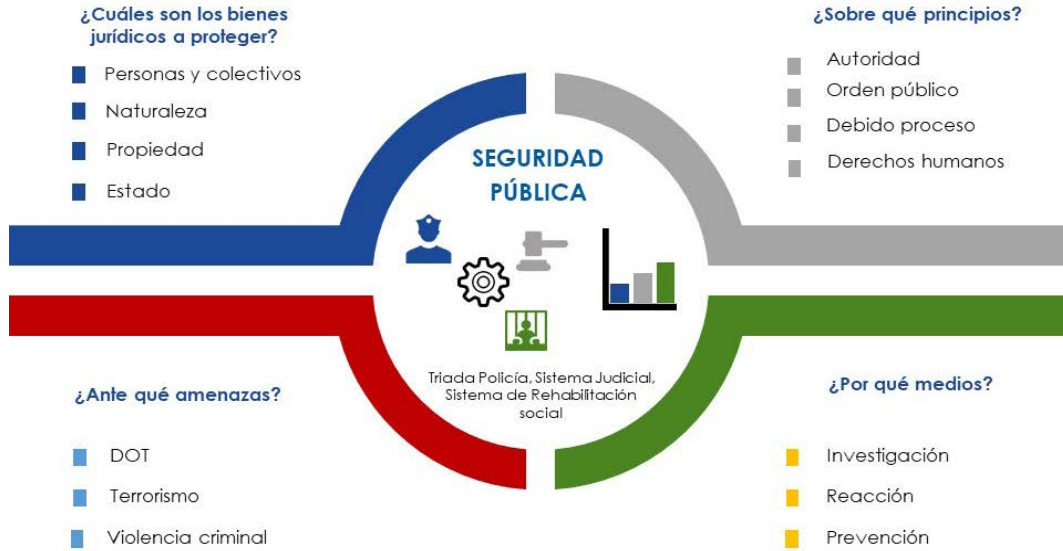 ¿Cuáles son los bienes
jurídicos a proteger?
Personas y colectivos
Naturaleza
Propiedad
Estado
¿Sobre qué principios?
Autoridad
Orden público
Debido proceso
Derechos humanos
SEGURIDAD
PÚBLICA
Triada Policía, Sistema Judicial,
Sistema de Rehabilitación
social
¿Ante qué amenazas?
DOT
Terrorismo
Violencia criminal
¿Por qué medios?
Investigación
Reacción
Prevención